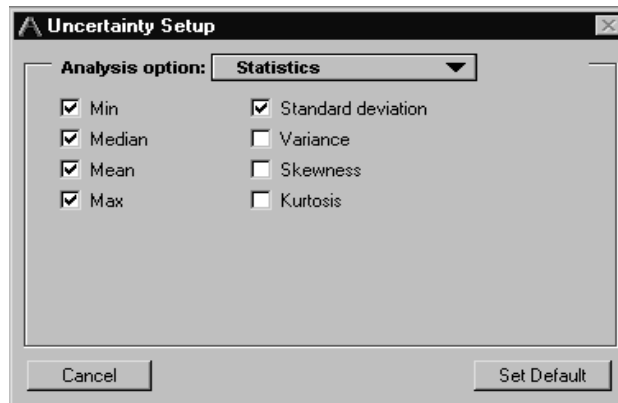 Uncertainty Setup
Analysis option: Statistics
Min
Standard deviation
Median
Variance
Mean
Skewness
Max
Kurtosis
Cancel
Set Default